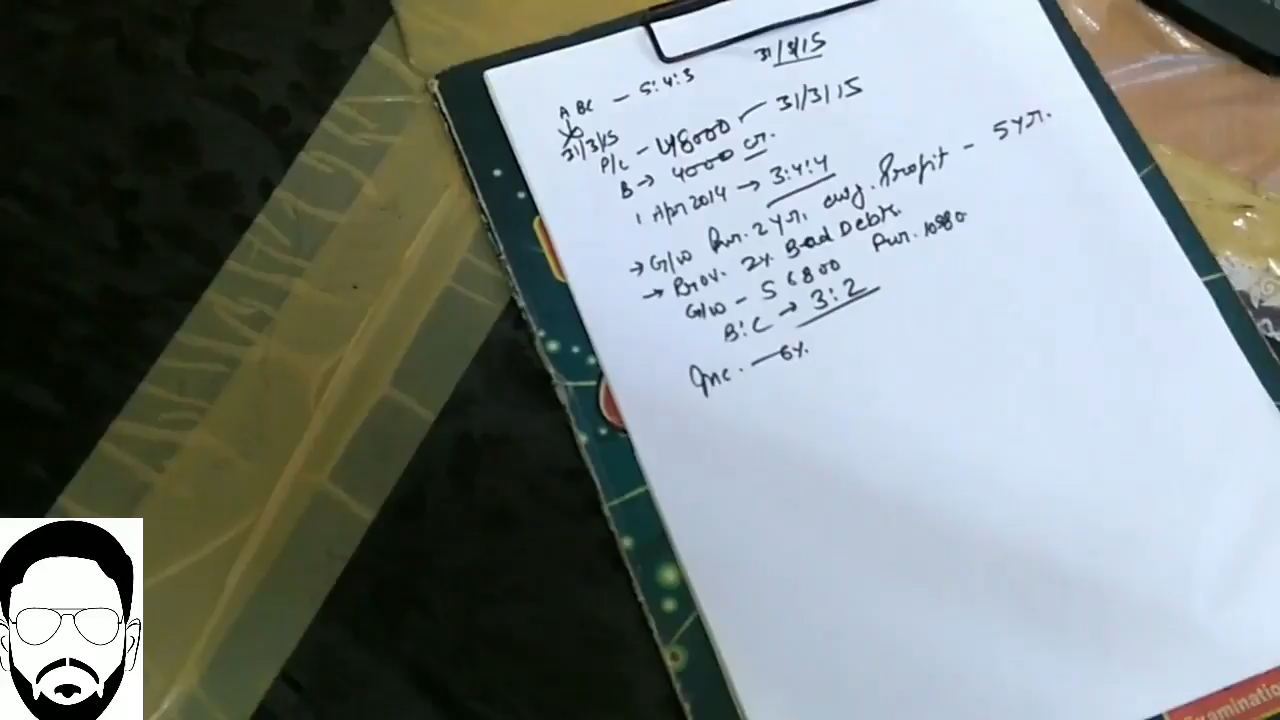 31/3/15
A BC - 5:4:3
31/3/15
P/C - 48000 31/3/15
B → 4000 cr.
1 Apr 2014 → 3:4:4
→ G/W Pur. 2 yr. avg. Profit - 5 yr.
→ Prov. 2% Bad Debts.
G/W - 56800 Pur. 1080
B:C → 3:2
Inc. - 6%